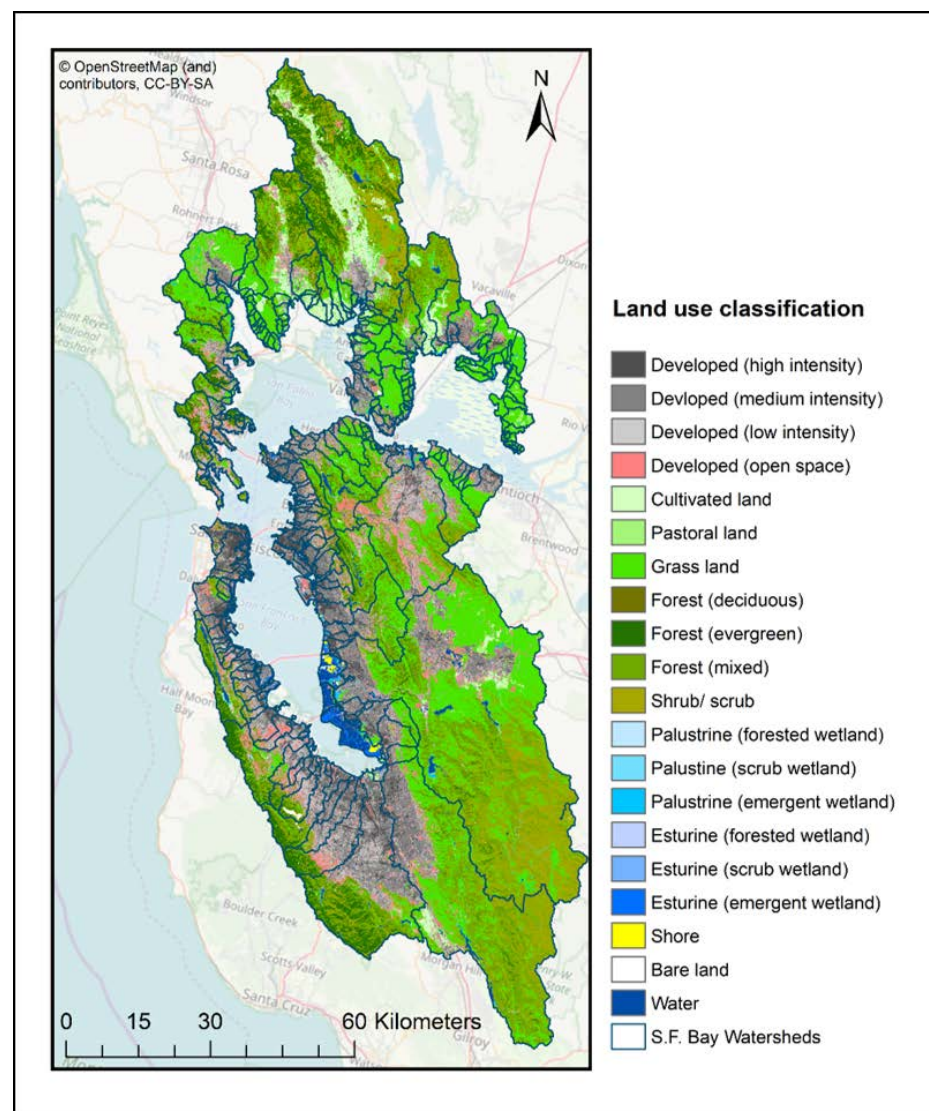 © OpenStreetMap (and)
contributors, CC-BY-SA
N
Windsor
Santa Rosa
Rohnert Park
Dixon
Vacaville
Point Reyes
National
Seashore
Rio V
Antioch
Brentwood
Half Moon
Bay
Boulder Creek
Scotts Valley
Santa Cruz
Morgan Hil
Gilroy
0 15 30 60 Kilometers
Land use classification
Developed (high intensity)
Devloped (medium intensity)
Developed (low intensity)
Developed (open space)
Cultivated land
Pastoral land
Grass land
Forest (deciduous)
Forest (evergreen)
Forest (mixed)
Shrub/ scrub
Palustrine (forested wetland)
Palustine (scrub wetland)
Palustrine (emergent wetland)
Esturine (forested wetland)
Esturine (scrub wetland)
Esturine (emergent wetland)
Shore
Bare land
Water
S.F. Bay Watersheds